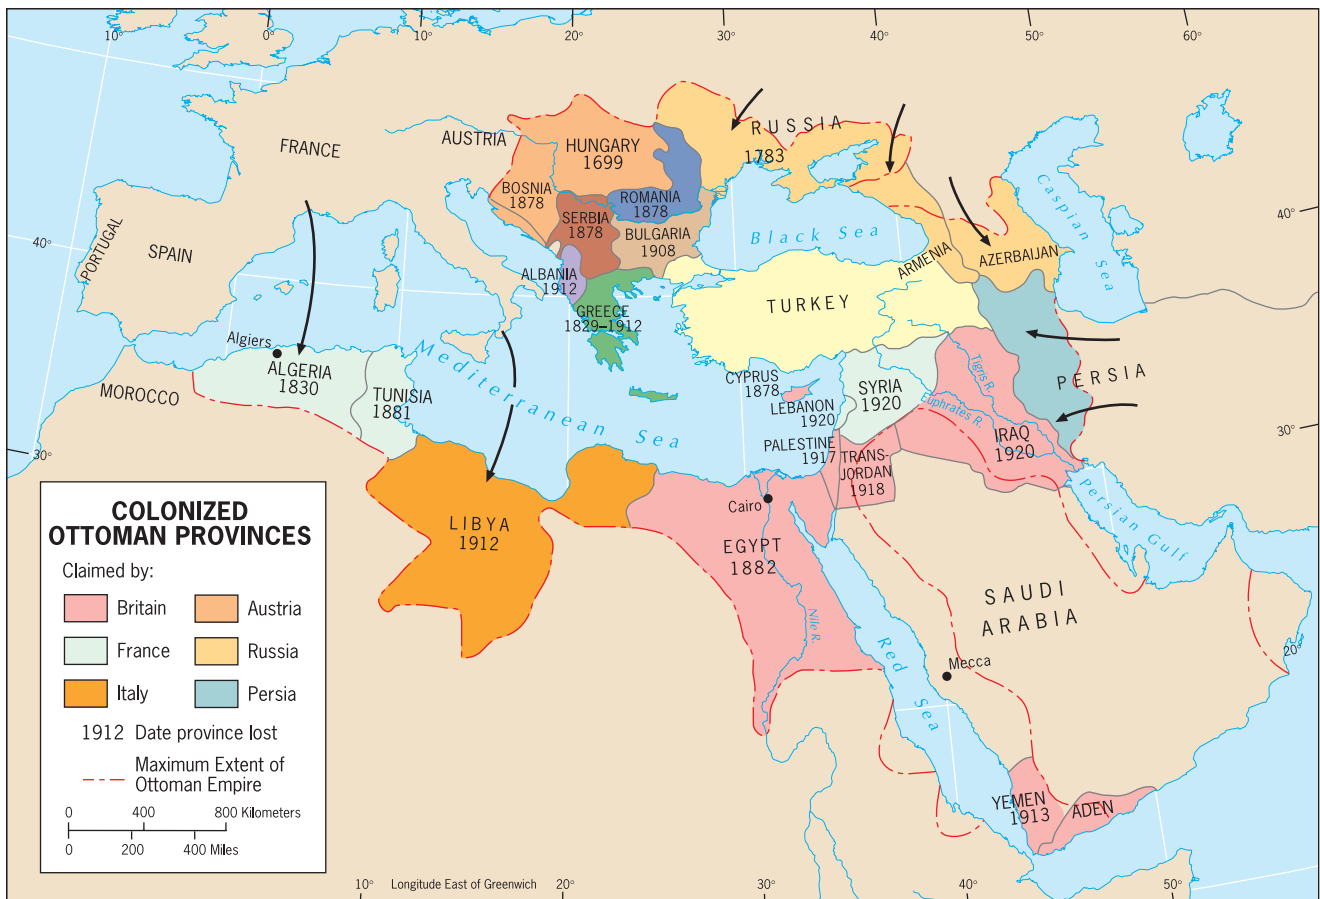 10°
0°
10°
20°
30°
40°
50°
60°
FRANCE
AUSTRIA
HUNGARY
1699
RUSSIA
1783
BOSNIA
1878
ROMANIA
1878
SERBIA
1878
BULGARIA
1908
ALBANIA
1912
GREECE
1829–1912
PORTUGAL
SPAIN
40°
Black Sea
Caspian Sea
40°
ARMENIA
AZERBAIJAN
TURKEY
Algiers
ALGERIA
1830
TUNISIA
1881
MOROCCO
Mediterranean Sea
CYPRUS
1878
LEBANON
1920
SYRIA
1920
PALESTINE
1917
TRANS-
JORDAN
1918
Tigris R.
Euphrates R.
IRAQ
1920
PERSIA
30°
30°
Persian Gulf
LIBYA
1912
Cairo
EGYPT
1882
Nile R.
Red Sea
SAUDI
ARABIA
Mecca
20°
YEMEN
1913
ADEN
COLONIZED
OTTOMAN PROVINCES
Claimed by:
Britain
Austria
France
Russia
Italy
Persia
1912 Date province lost
Maximum Extent of
Ottoman Empire
0 400 800 Kilometers
0 200 400 Miles
10° Longitude East of Greenwich 20° 30° 40° 50°